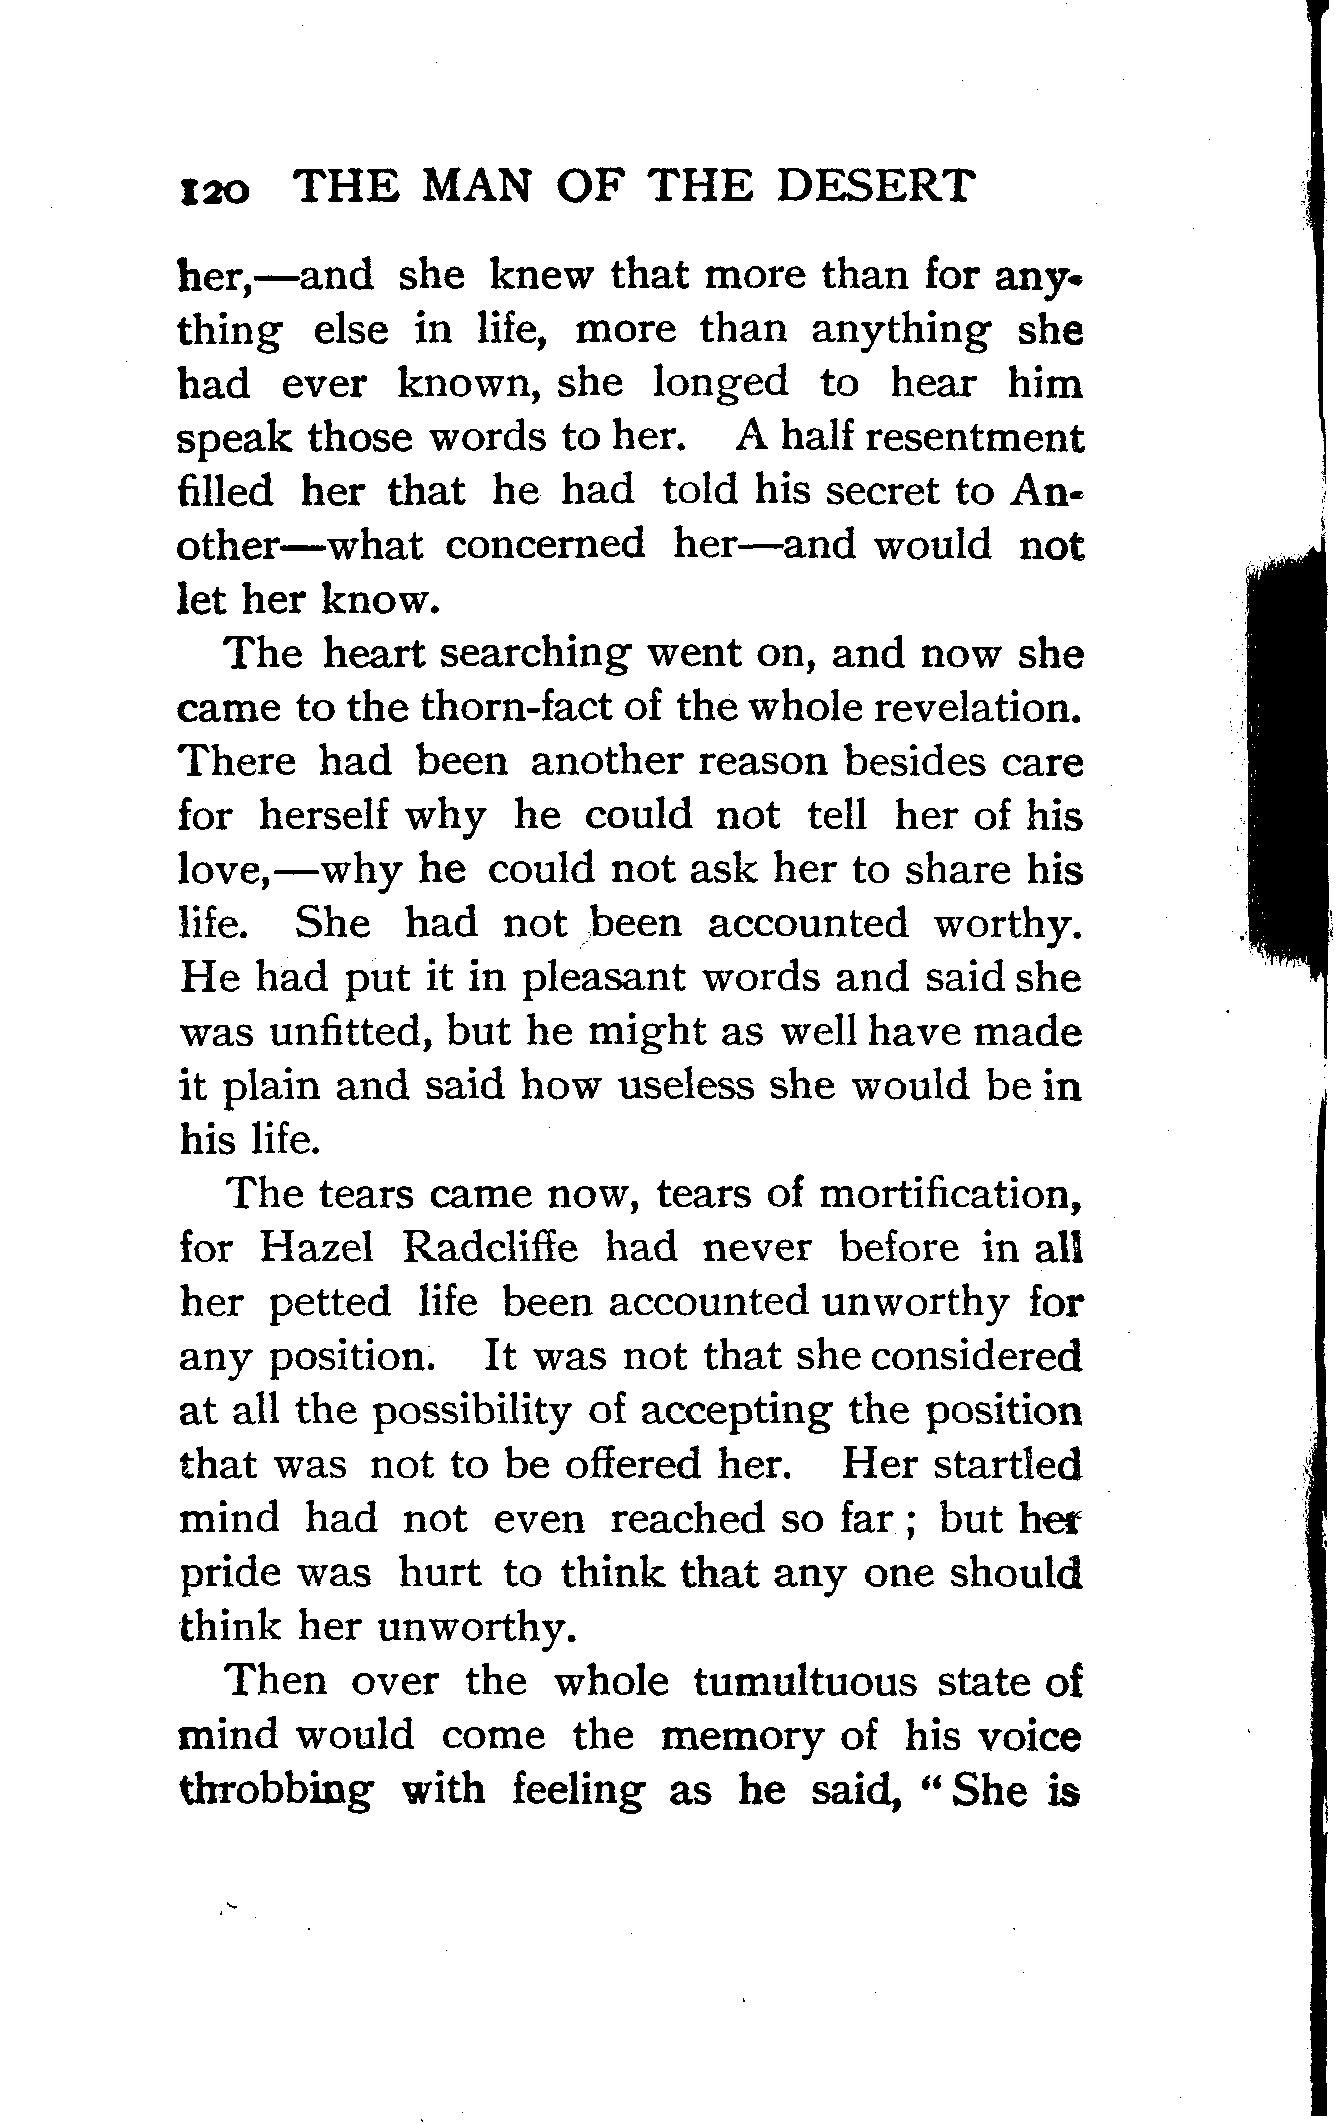 120 THE MAN OF THE DESERT
her,—and she knew that more than for any-
thing else in life, more than anything she
had ever known, she longed to hear him
speak those words to her. A half resentment
filled her that he had told his secret to An-
other—what concerned her—and would not
let her know.
The heart searching went on, and now she
came to the thorn-fact of the whole revelation.
There had been another reason besides care
for herself why he could not tell her of his
love,—why he could not ask her to share his
life. She had not been accounted worthy.
He had put it in pleasant words and said she
was unfitted, but he might as well have made
it plain and said how useless she would be in
his life.
The tears came now, tears of mortification,
for Hazel Radcliffe had never before in all
her petted life been accounted unworthy for
any position. It was not that she considered
at all the possibility of accepting the position
that was not to be offered her. Her startled
mind had not even reached so far ; but her
pride was hurt to think that any one should
think her unworthy.
Then over the whole tumultuous state of
mind would come the memory of his voice
throbbing with feeling as he said, “ She is